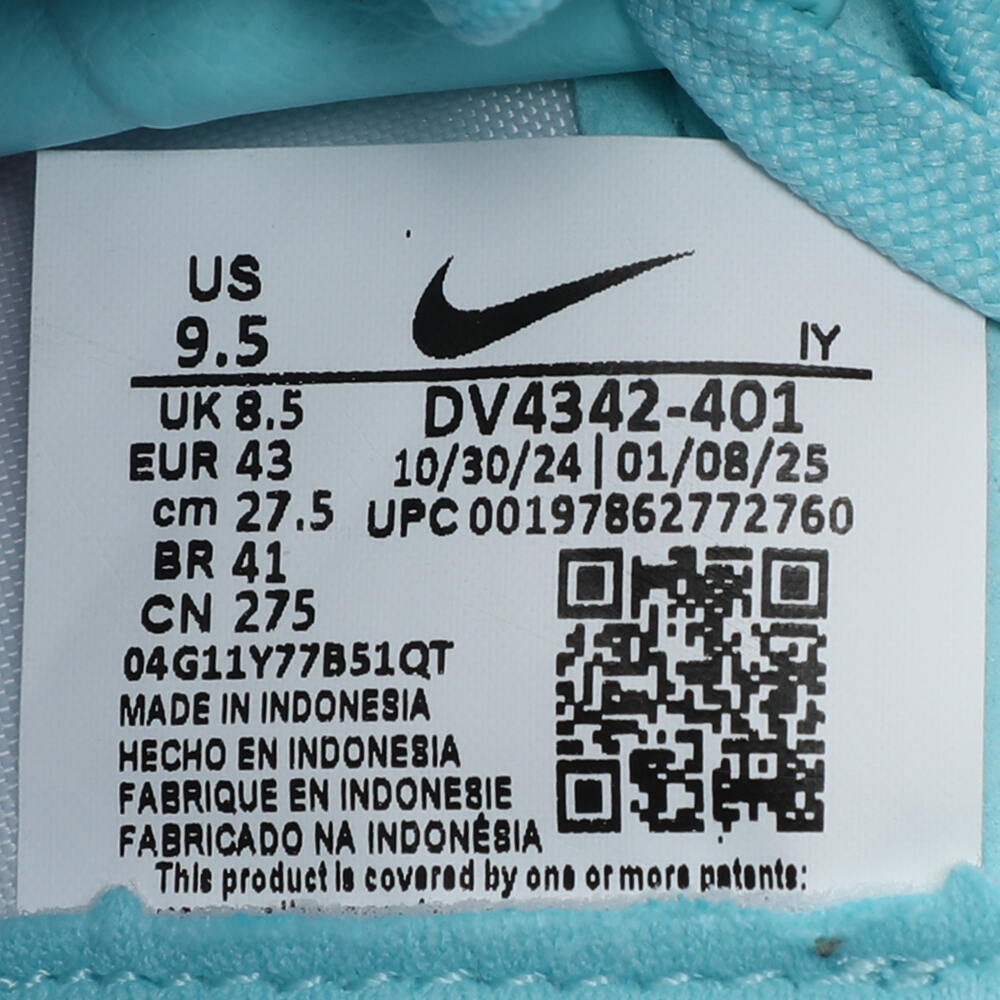 US
9.5
IY
UK 8.5
DV4342-401
EUR 43
10/30/24 | 01/08/25
cm 27.5
UPC 00197862772760
BR 41
CN 275
04G11Y77B51QT
MADE IN INDONESIA
HECHO EN INDONESIA
FABRIQUE EN INDONESIE
FABRICADO NA INDONÉSIA
This product is covered by one or more patents: